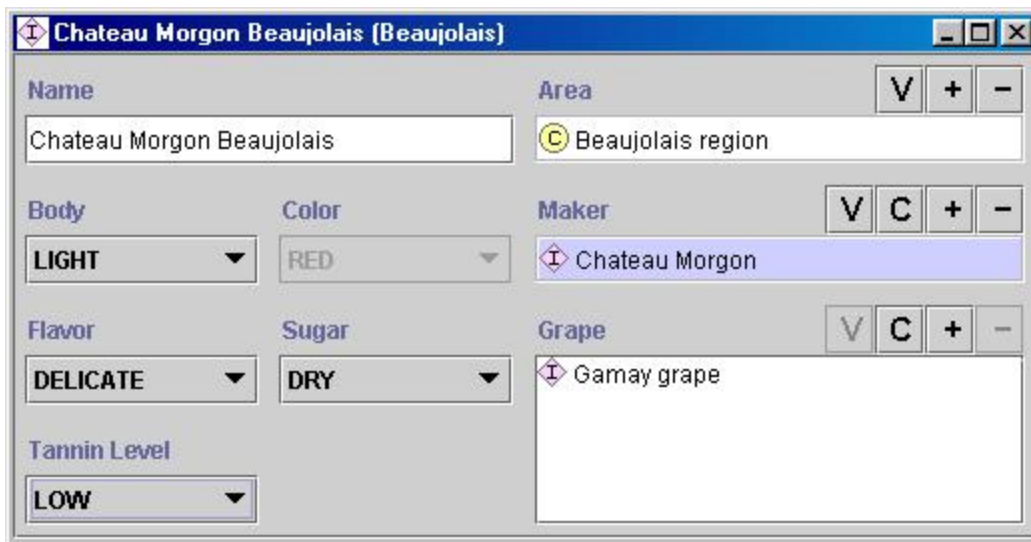 Chateau Morgon Beaujolais (Beaujolais)
Name
Area
V + −
Chateau Morgon Beaujolais
C Beaujolais region
Body
Color
Maker
V C + −
LIGHT
RED
I Chateau Morgon
Flavor
Sugar
Grape
V C + −
DELICATE
DRY
I Gamay grape
Tannin Level
LOW